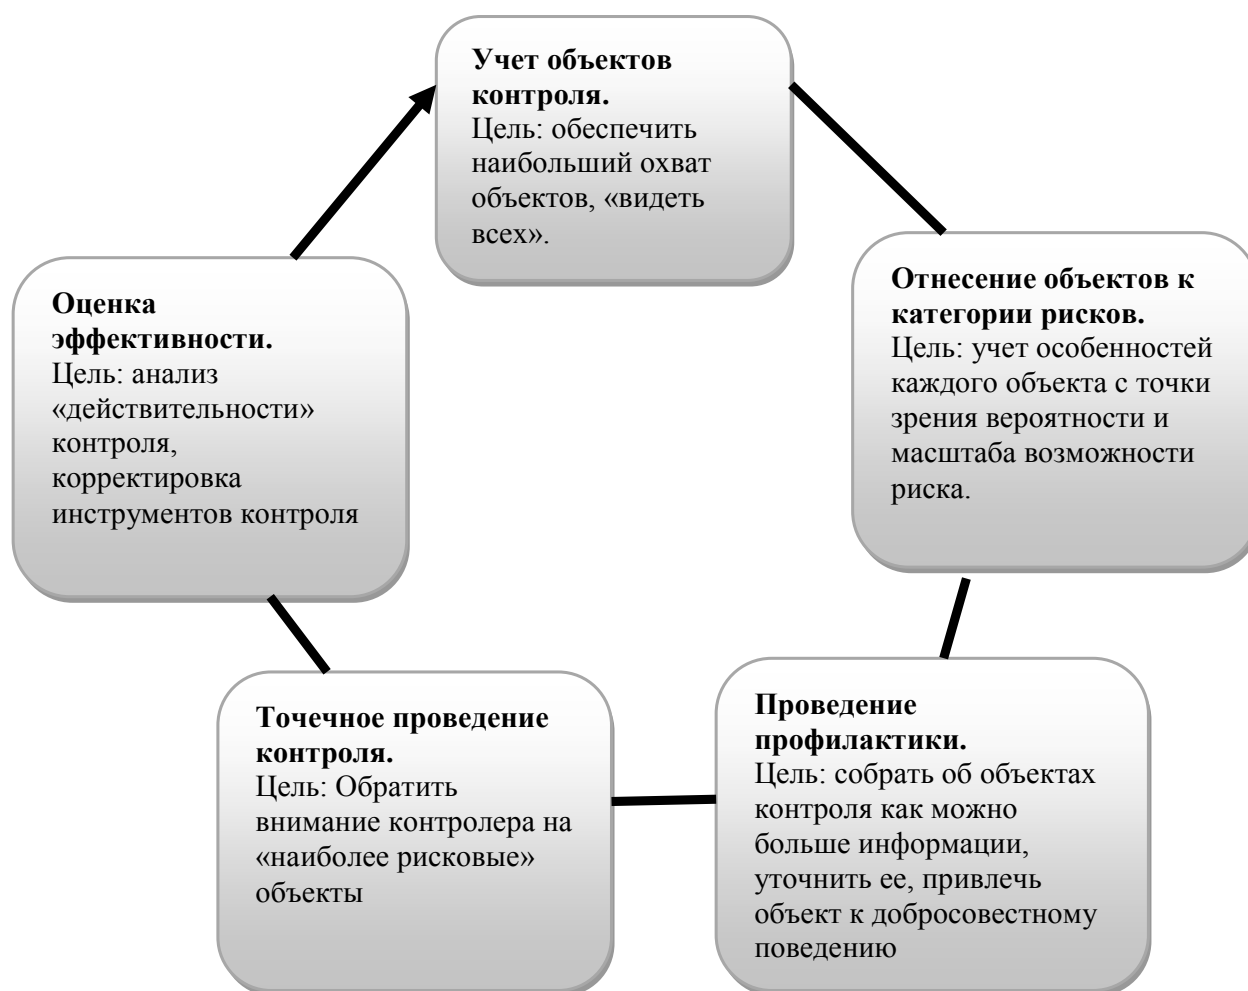 Учет объектов
контроля.
Цель: обеспечить
наибольший охват
объектов, «видеть
всех».
Отнесение объектов к
категории рисков.
Цель: учет особенностей
каждого объекта с точки
зрения вероятности и
масштаба возможности
риска.
Проведение
профилактики.
Цель: собрать об объектах
контроля как можно
больше информации,
уточнить ее, привлечь
объект к добросовестному
поведению
Точечное проведение
контроля.
Цель: Обратить
внимание контролера на
«наиболее рисковые»
объекты
Оценка
эффективности.
Цель: анализ
«действительности»
контроля,
корректировка
инструментов контроля